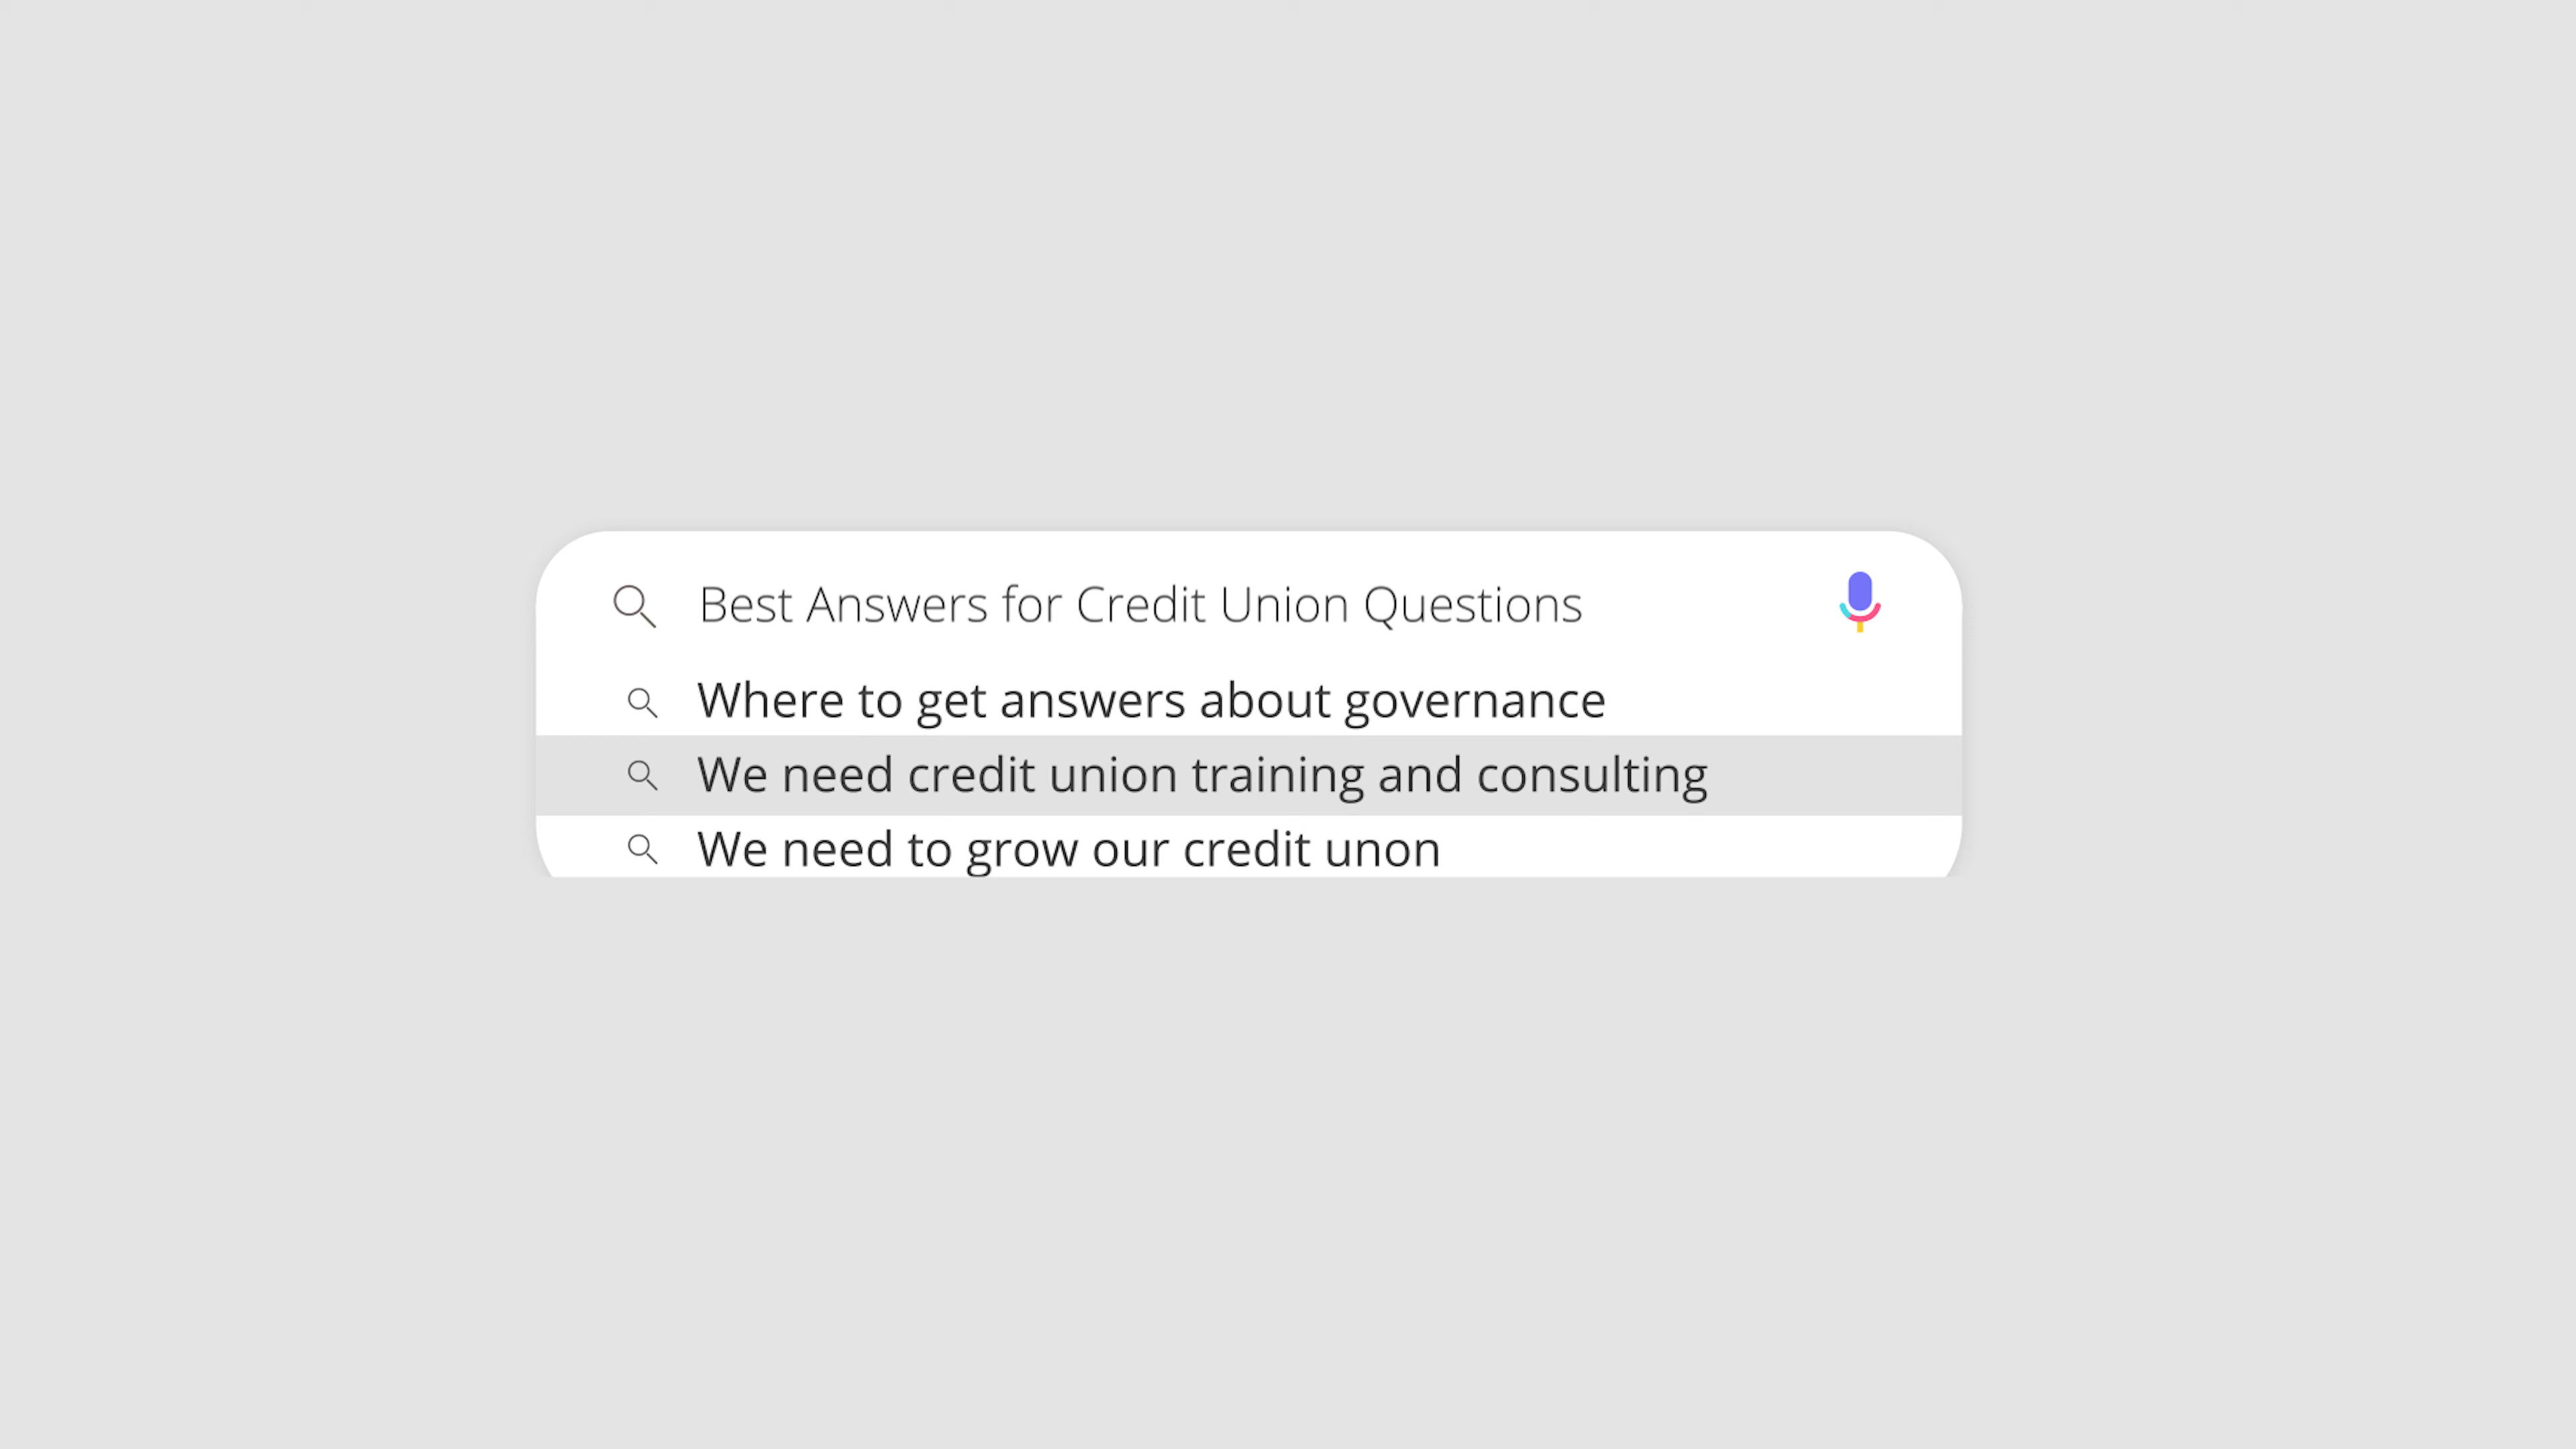 Best Answers for Credit Union Questions
Where to get answers about governance
We need credit union training and consulting
We need to grow our credit unon